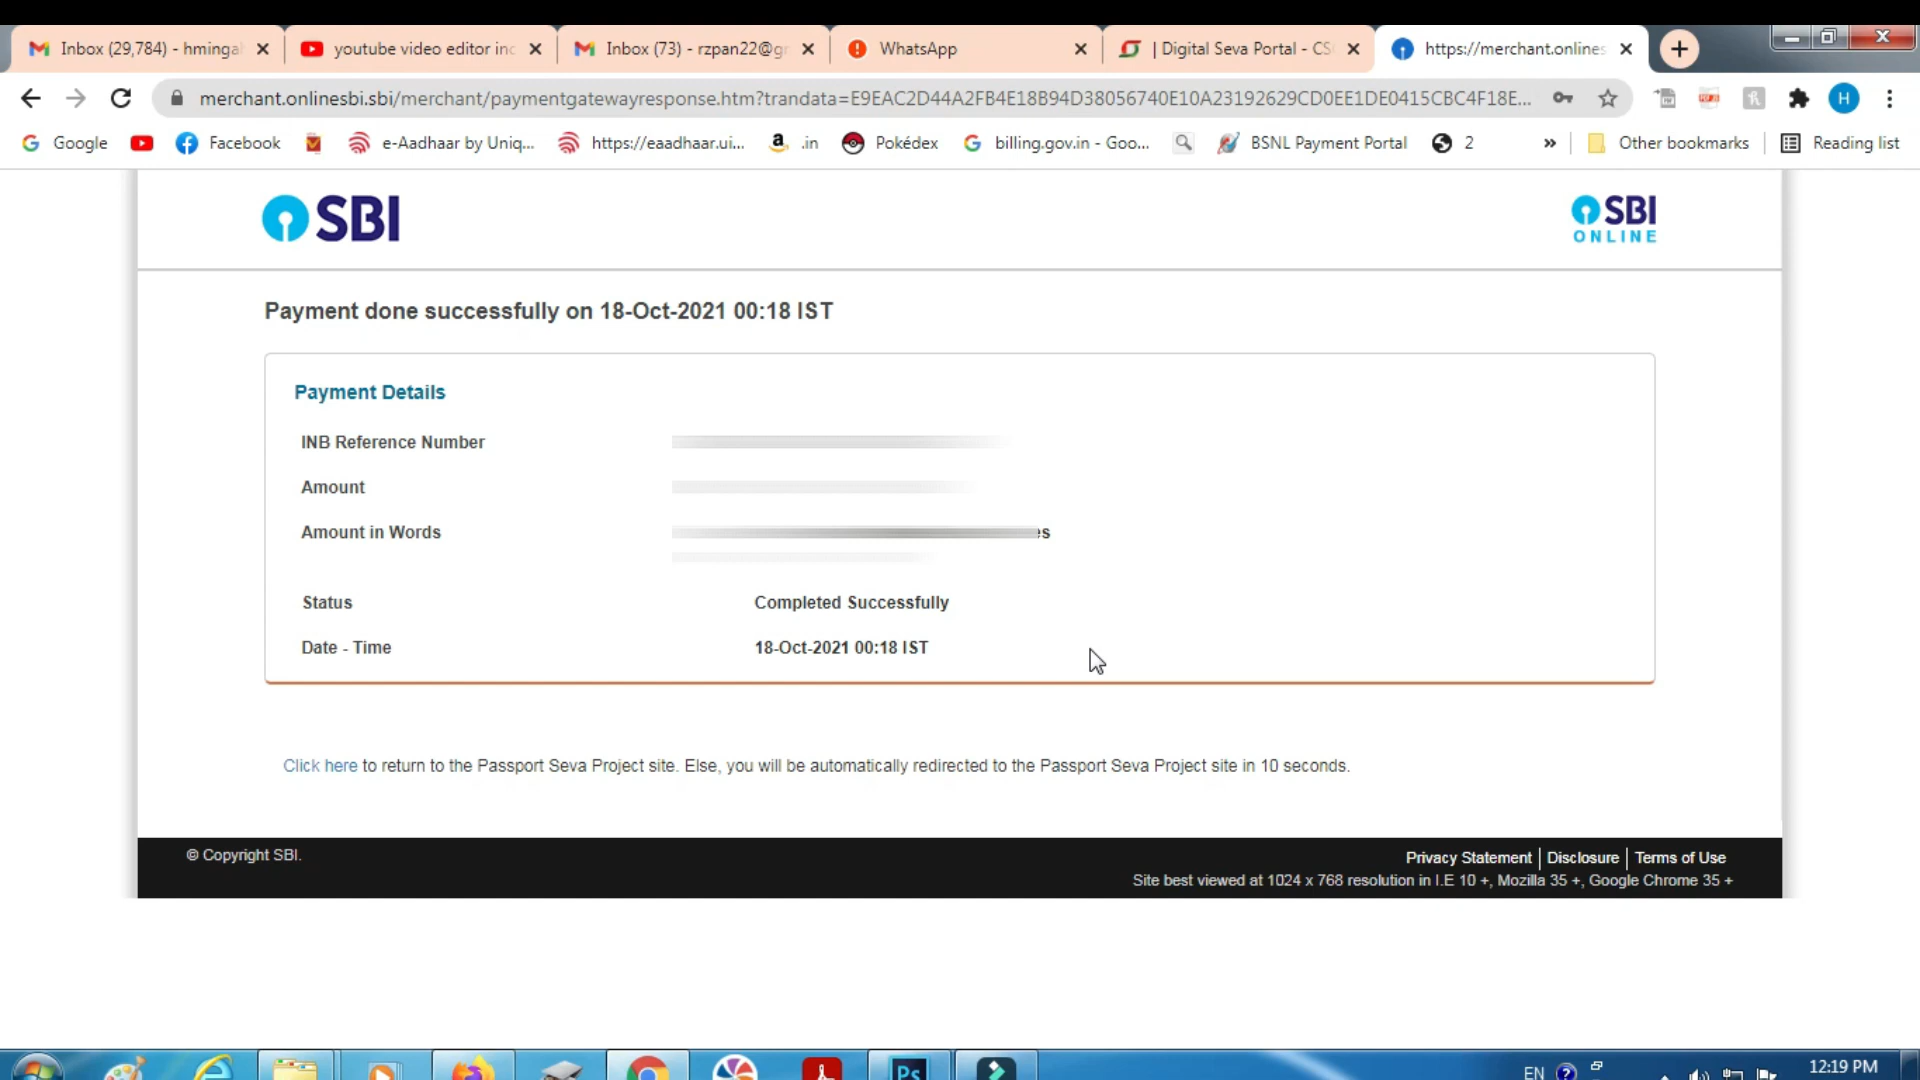 Inbox (29,784) - hmingal
youtube video editor inc
Inbox (73) - rzpan22@gr
WhatsApp
| Digital Seva Portal - CS
https://merchant.onlines
merchant.onlinesbi.sbi/merchant/paymentgatewayresponse.htm?trandata=E9EAC2D44A2FB4E18B94D38056740E10A23192629CD0EE1DE0415CBC4F18E...
H
Google
Facebook
e-Aadhaar by Uniq...
https://eaadhaar.ui...
.in
Pokédex
billing.gov.in - Goo...
BSNL Payment Portal
2
»
Other bookmarks
Reading list
SBI
SBI
ONLINE
Payment done successfully on 18-Oct-2021 00:18 IST
Payment Details
INB Reference Number
Amount
Amount in Words
Status Completed Successfully
Date - Time 18-Oct-2021 00:18 IST
Click here to return to the Passport Seva Project site. Else, you will be automatically redirected to the Passport Seva Project site in 10 seconds.
© Copyright SBI.
Privacy Statement | Disclosure | Terms of Use
Site best viewed at 1024 x 768 resolution in I.E 10 +, Mozilla 35 +, Google Chrome 35 +
Ps
EN
12:19 PM